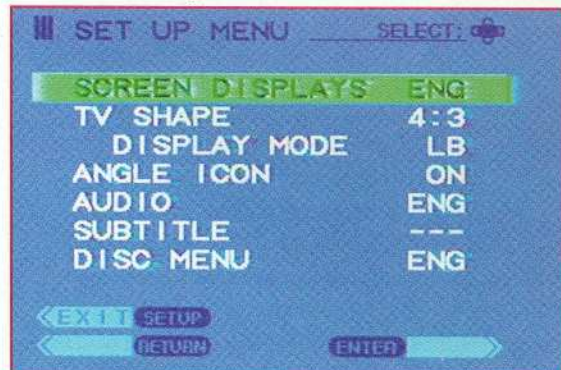 SET UP MENU SELECT:
SCREEN DISPLAYS ENG
TV SHAPE 4:3
DISPLAY MODE LB
ANGLE ICON ON
AUDIO ENG
SUBTITLE ---
DISC MENU ENG
EXIT SETUP
RETURN ENTER